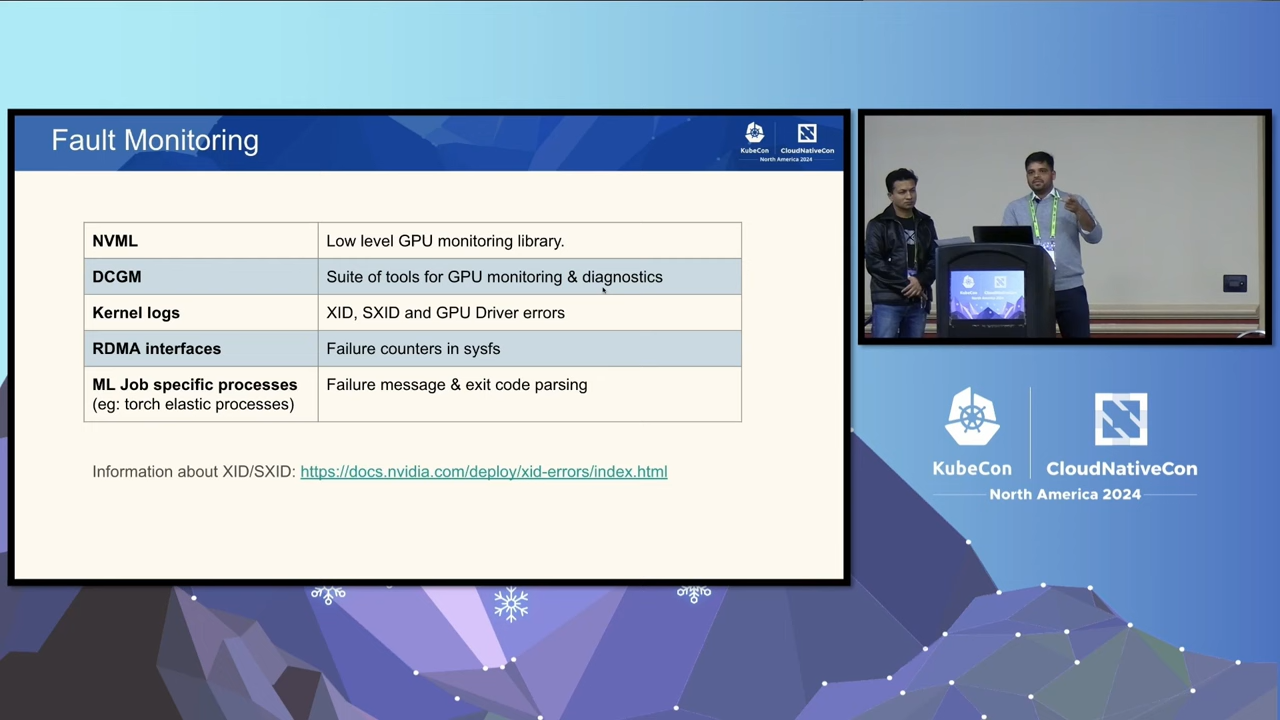 Fault Monitoring
KubeCon
CloudNativeCon
North America 2024
NVML
Low level GPU monitoring library.
DCGM
Suite of tools for GPU monitoring & diagnostics
Kernel logs
XID, SXID and GPU Driver errors
RDMA interfaces
Failure counters in sysfs
ML Job specific processes
(eg: torch elastic processes)
Failure message & exit code parsing
Information about XID/SXID: https://docs.nvidia.com/deploy/xid-errors/index.html
KubeCon
CloudNativeCon
KubeCon
CloudNativeCon
North America 2024